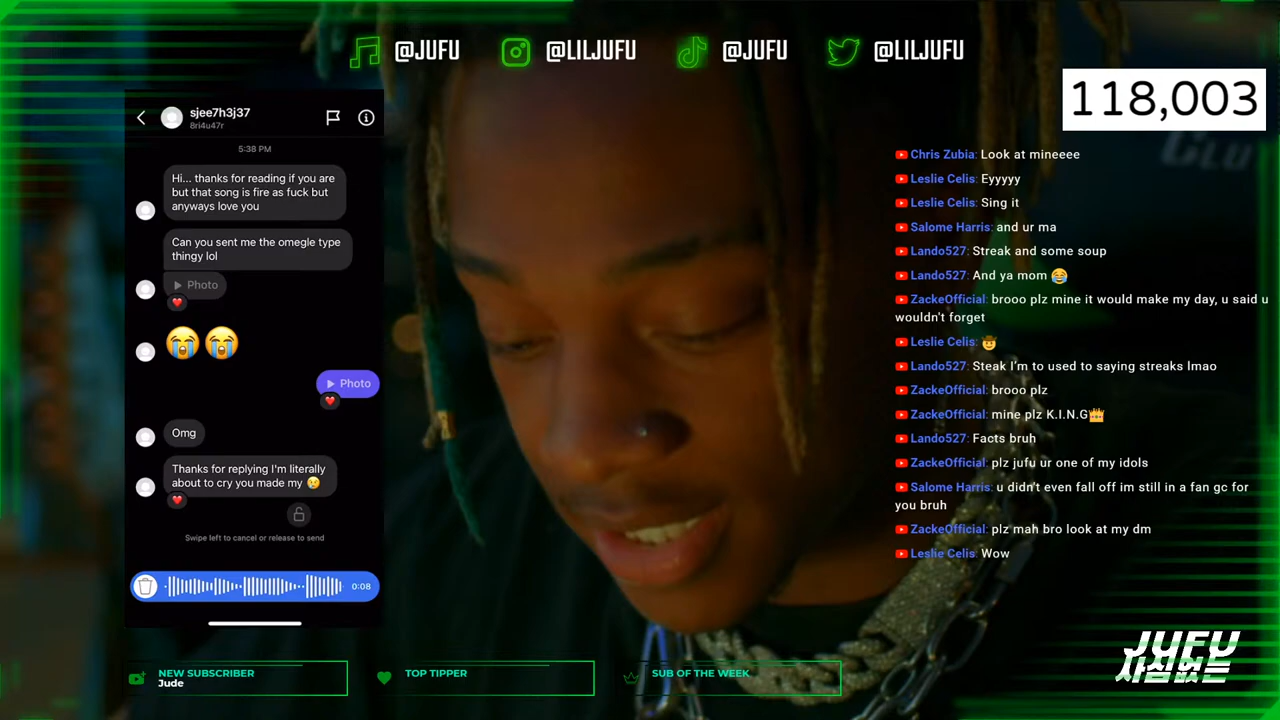 @JUFU
@LILJUFU
@JUFU
@LILJUFU
118,003
sjee7h3j37
8ri4u47r
5:38 PM
Hi... thanks for reading if you are
but that song is fire as fuck but
anyways love you
Can you sent me the omegle type
thingy lol
Photo
😭😭
Photo
Omg
Thanks for replying I'm literally
about to cry you made my 😢
Swipe left to cancel or release to send
0:08
Chris Zubia: Look at mineeee
Leslie Celis: Eyyyyy
Leslie Celis: Sing it
Salome Harris: and ur ma
Lando527: Streak and some soup
Lando527: And ya mom 😂
ZackeOfficial: brooo plz mine it would make my day, u said u
wouldn't forget
Leslie Celis: 🤠
Lando527: Steak I'm to used to saying streaks lmao
ZackeOfficial: brooo plz
ZackeOfficial: mine plz K.I.N.G👑
Lando527: Facts bruh
ZackeOfficial: plz jufu ur one of my idols
Salome Harris: u didn't even fall off im still in a fan gc for
you bruh
ZackeOfficial: plz mah bro look at my dm
Leslie Celis: Wow
NEW SUBSCRIBER
Jude
TOP TIPPER
SUB OF THE WEEK
JUFU
사심없는